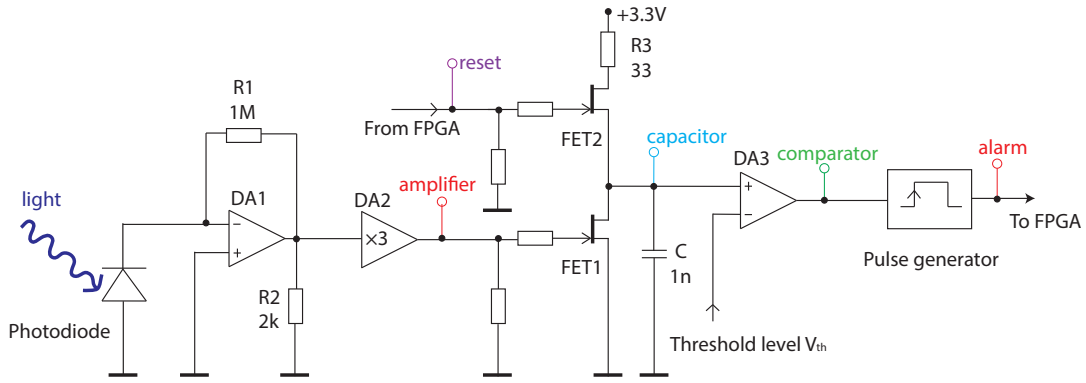 +3.3V
R3
33
reset
From FPGA
FET2
R1
1M
capacitor
DA3
comparator
alarm
+
−
To FPGA
Pulse generator
light
DA1
−
+
DA2
×3
amplifier
FET1
C
1n
R2
2k
Photodiode
Threshold level Vth